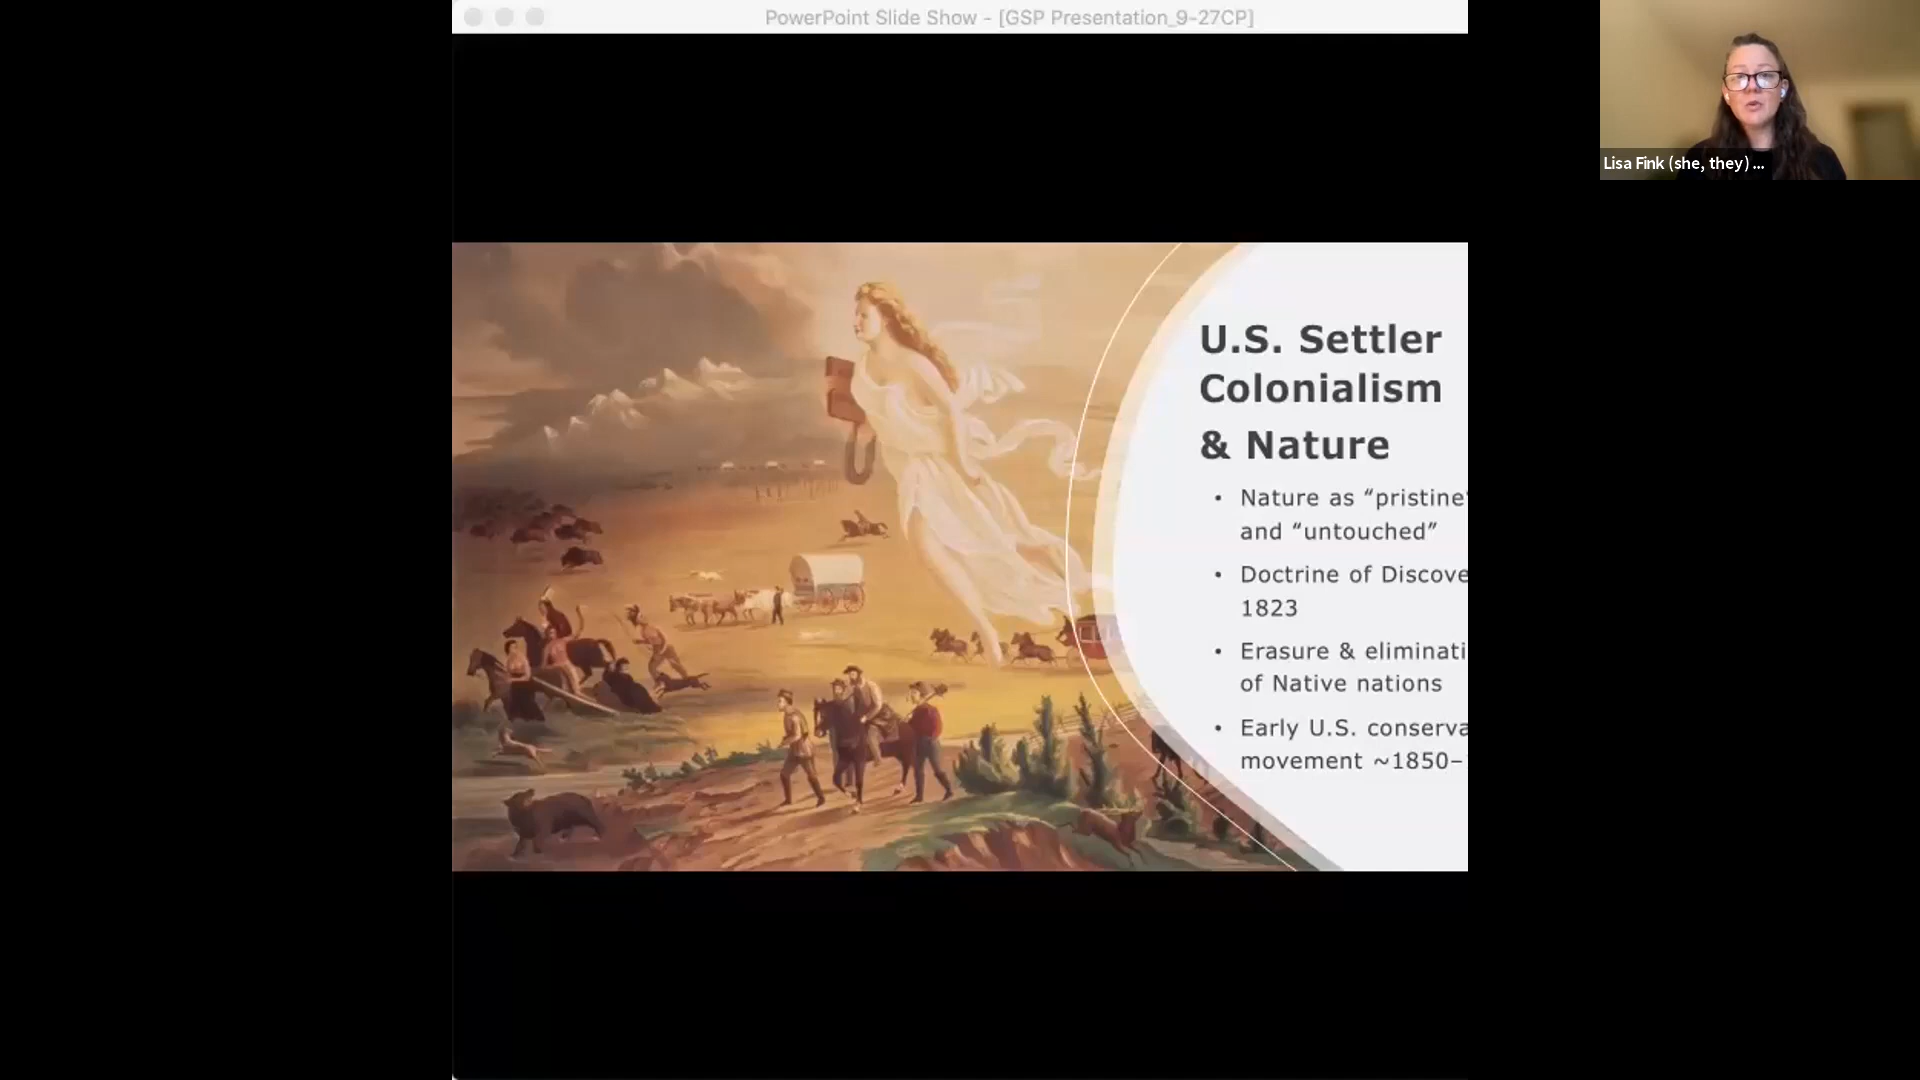 PowerPoint Slide Show - [GSP Presentation_9-27CP]
Lisa Fink (she, they) ...
U.S. Settler
Colonialism
& Nature
• Nature as “pristine”
and “untouched”
• Doctrine of Discove
1823
• Erasure & eliminati
of Native nations
• Early U.S. conserva
movement ~1850–